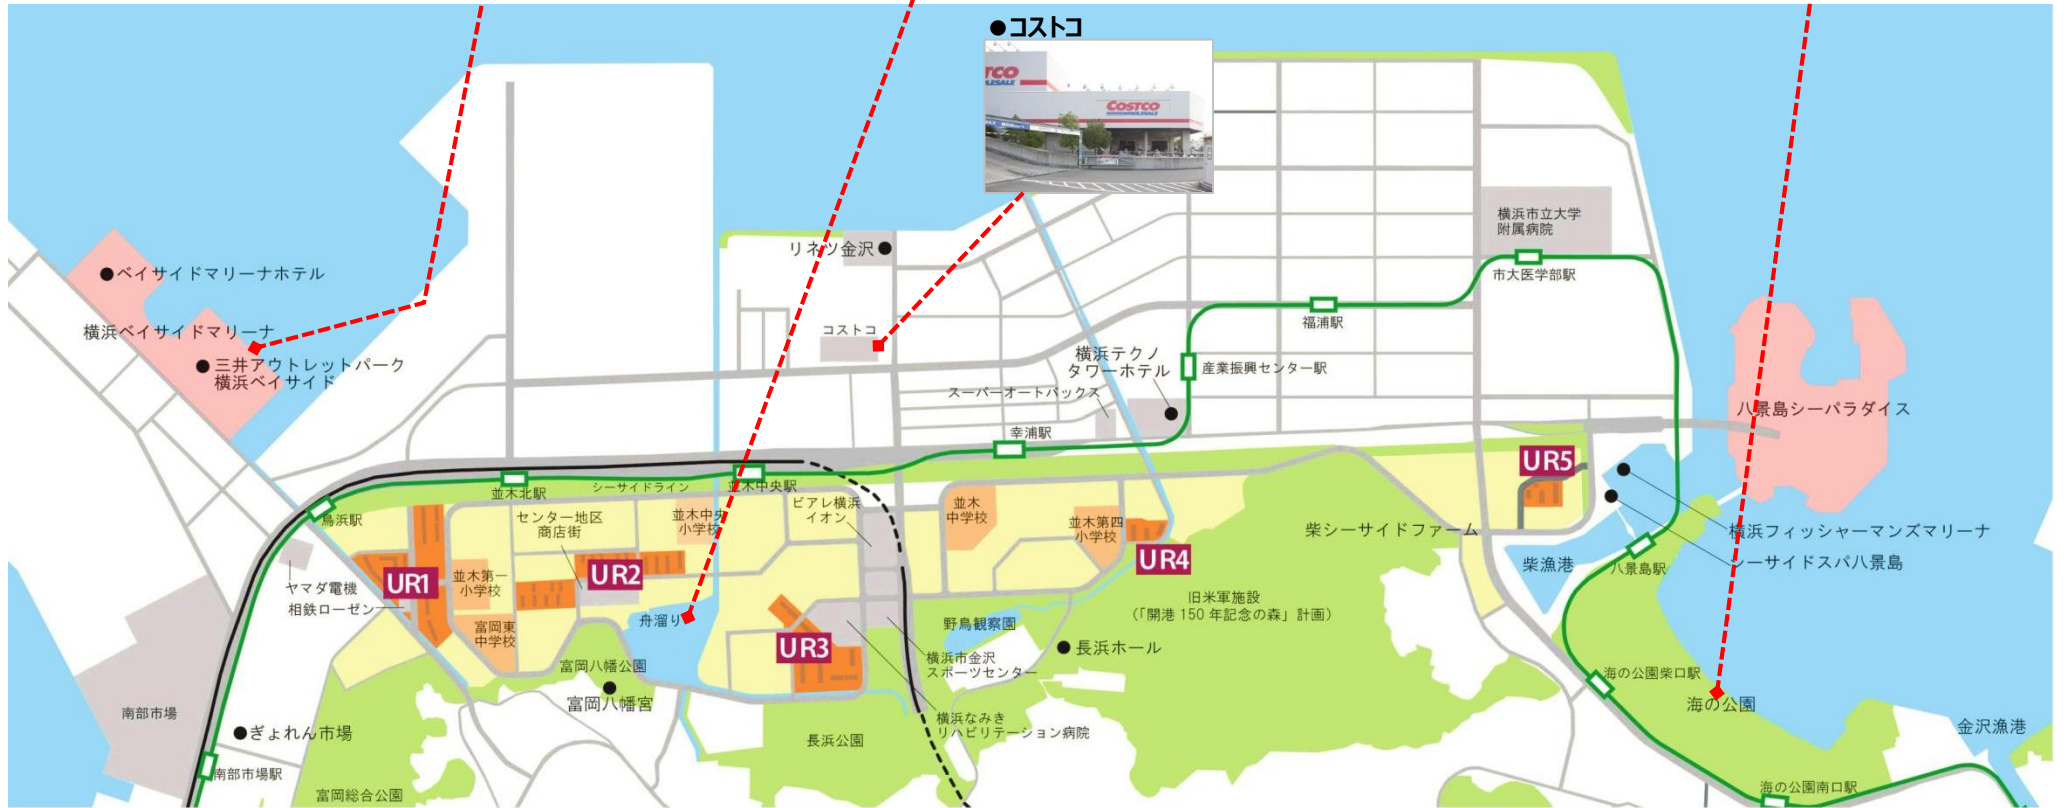 ●コストコ
TCO
LESALE
COSTCO
WHOLESALE
横浜市立大学
附属病院
リネツ金沢
ベイサイドマリーナホテル
市大医学部駅
横浜ベイサイドマリーナ
コストコ
福浦駅
三井アウトレットパーク
横浜ベイサイド
横浜テクノ
タワーホテル
産業振興センター駅
スーパーオートバックス
八景島シーパラダイス
幸浦駅
UR5
並木北駅
シーサイドライン
並木中央駅
鳥浜駅
センター地区
商店街
並木中央
小学校
ビアレ横浜
イオン
並木
中学校
並木第四
小学校
柴シーサイドファーム
横浜フィッシャーマンズマリーナ
UR1
UR2
UR4
柴漁港
八景島駅
シーサイドスパ八景島
ヤマダ電機
相鉄ローゼン
並木第一
小学校
旧米軍施設
(「開港150年記念の森」計画)
富岡東
中学校
舟溜り
野鳥観察園
UR3
長浜ホール
横浜市金沢
スポーツセンター
富岡八幡公園
富岡八幡宮
海の公園柴口駅
海の公園
南部市場
ぎょれん市場
長浜公園
横浜なみき
リハビリテーション病院
金沢漁港
南部市場駅
富岡総合公園
海の公園南口駅